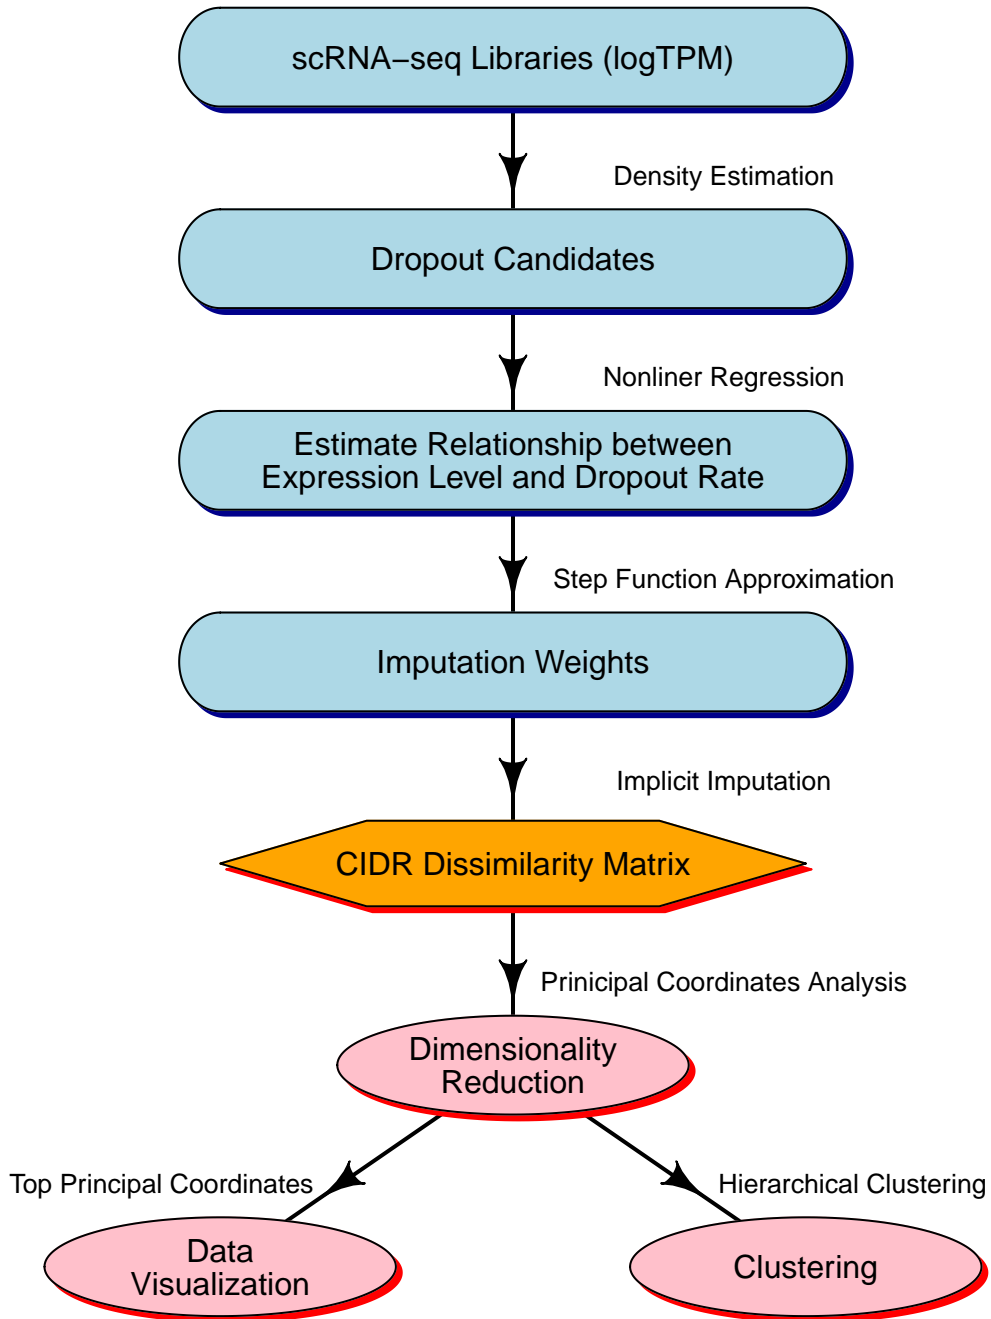 scRNA−seq Libraries (logTPM)
Density Estimation
Dropout Candidates
Nonliner Regression
Estimate Relationship between
Expression Level and Dropout Rate
Step Function Approximation
Imputation Weights
Implicit Imputation
CIDR Dissimilarity Matrix
Prinicipal Coordinates Analysis
Dimensionality
Reduction
Top Principal Coordinates
Hierarchical Clustering
Data
Visualization
Clustering